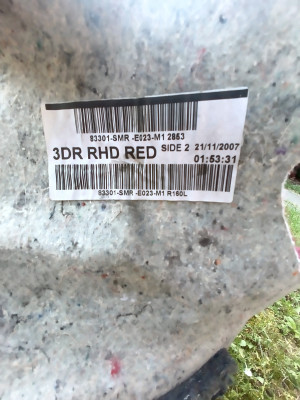 83301-SMR -E023-M1 2853
3DR RHD RED SIDE 2 21/11/2007
01:53:31
83301-SMR -E023-M1 R160L